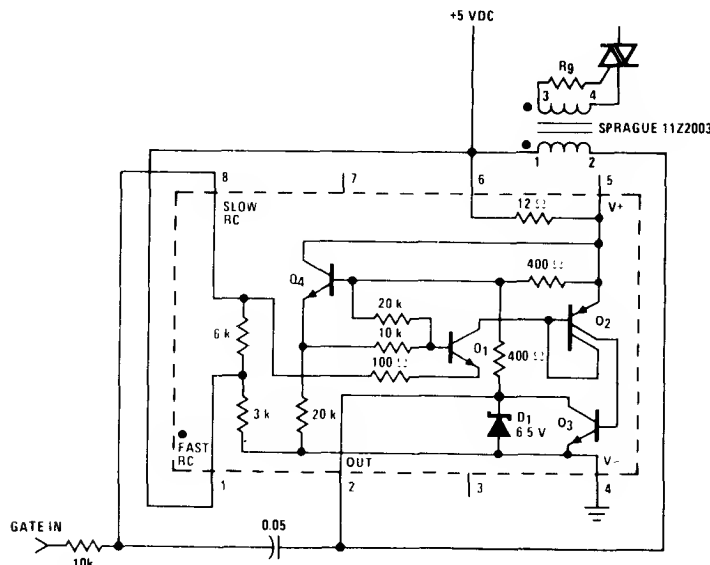 +5 VDC
R9
3 4
SPRAGUE 11Z2003
1 2
8 7 6 5
SLOW RC
12 Ω
V+
400 Ω
Q4
20 k
Q2
6 k
10 k
Q1
100 Ω
400 Ω
3 k
20 k
D1
6 5 V
Q3
FAST RC
OUT
V-
1 2 3 4
GATE IN
0.05
10k